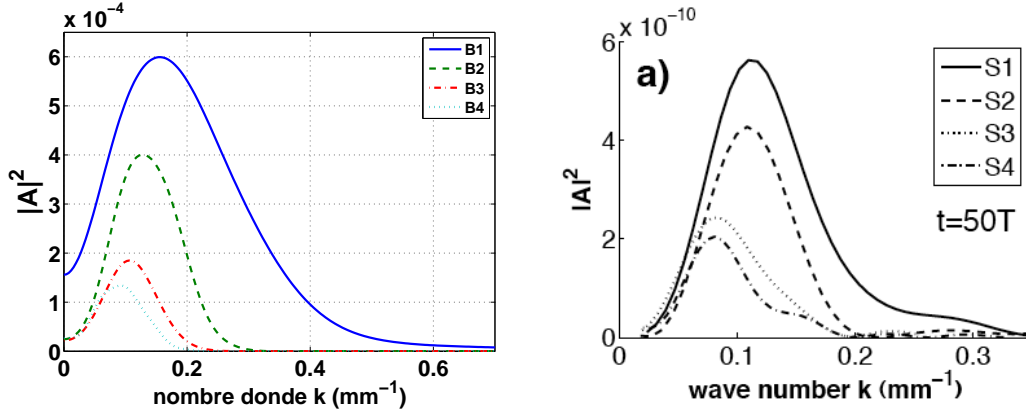 x 10⁻⁴
6
5
4
3
2
1
0
|A|²
0
0.2
0.4
0.6
nombre donde k (mm⁻¹)
B1
B2
B3
B4
x 10⁻¹⁰
6
4
2
0
|A|²
a)
0
0.1
0.2
0.3
wave number k (mm⁻¹)
S1
S2
S3
S4
t=50T